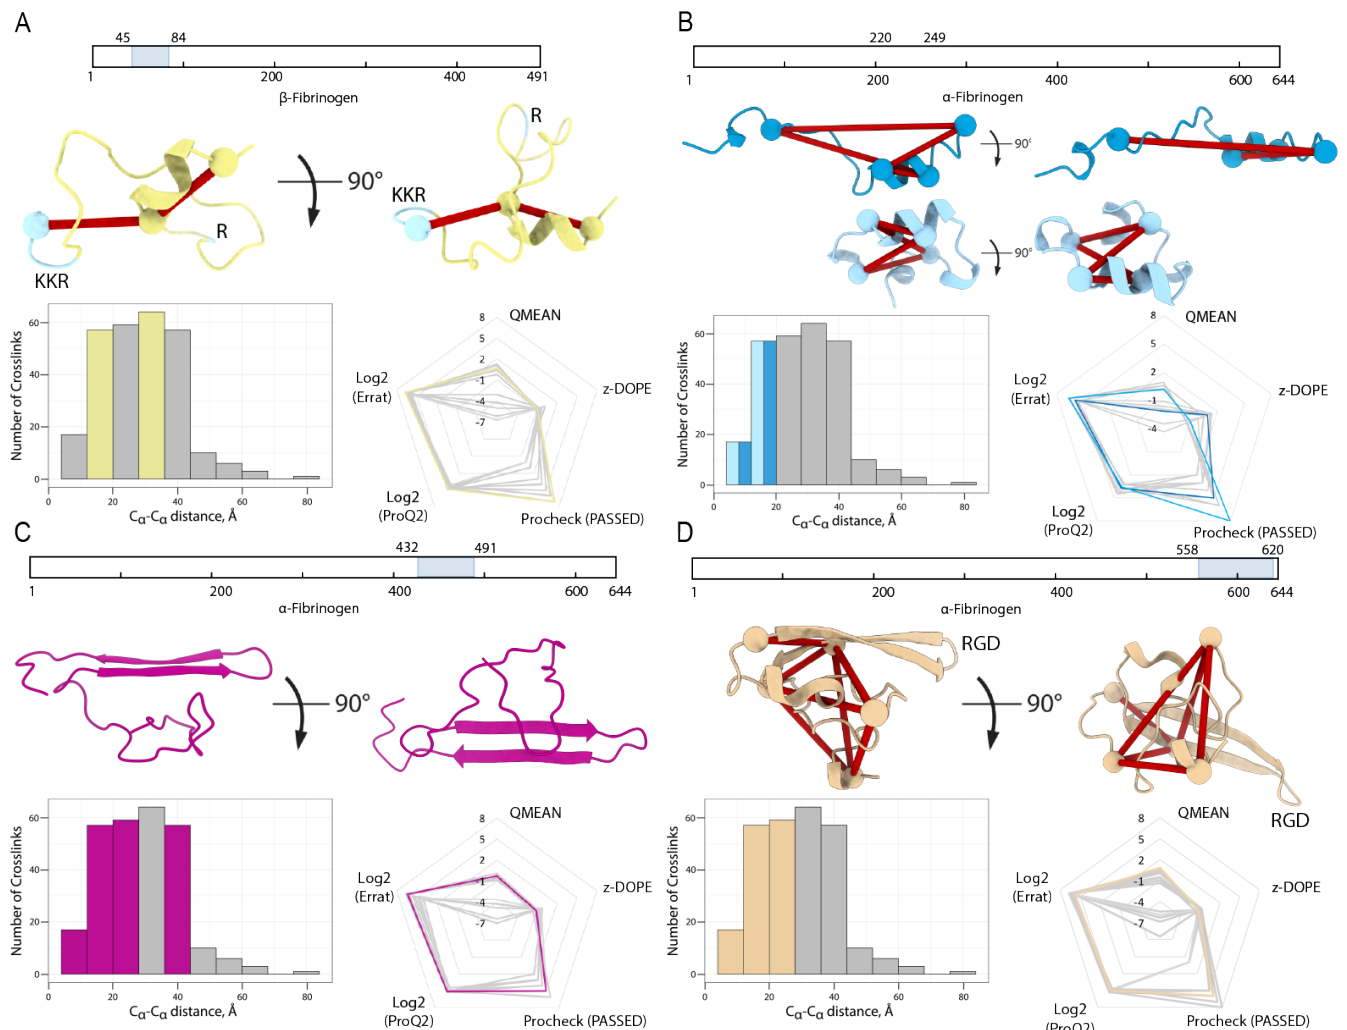 A
45 84
1 200 400 491
β-Fibrinogen
R
90°
KKR
R
KKR
Number of Crosslinks
60
40
20
0
0 20 40 60 80
Cα-Cα distance, Å
QMEAN
8
5
2
-1
-4
-7
z-DOPE
Log2
(Errat)
Log2
(ProQ2)
Procheck (PASSED)
B
220 249
1 200 400 600 644
α-Fibrinogen
90°
90°
Number of Crosslinks
60
40
20
0
0 20 40 60 80
Cα-Cα distance, Å
QMEAN
8
5
2
-1
-4
z-DOPE
Log2
(Errat)
Log2
(ProQ2)
Procheck (PASSED)
C
432 491
1 200 400 600 644
α-Fibrinogen
90°
Number of Crosslinks
60
40
20
0
0 20 40 60 80
Cα-Cα distance, Å
QMEAN
8
5
2
-1
-4
-7
z-DOPE
Log2
(Errat)
Log2
(ProQ2)
Procheck (PASSED)
D
558 620
1 200 400 600 644
α-Fibrinogen
RGD
90°
RGD
Number of Crosslinks
60
40
20
0
0 20 40 60 80
Cα-Cα distance, Å
QMEAN
8
5
2
-1
-4
-7
z-DOPE
Log2
(Errat)
Log2
(ProQ2)
Procheck (PASSED)